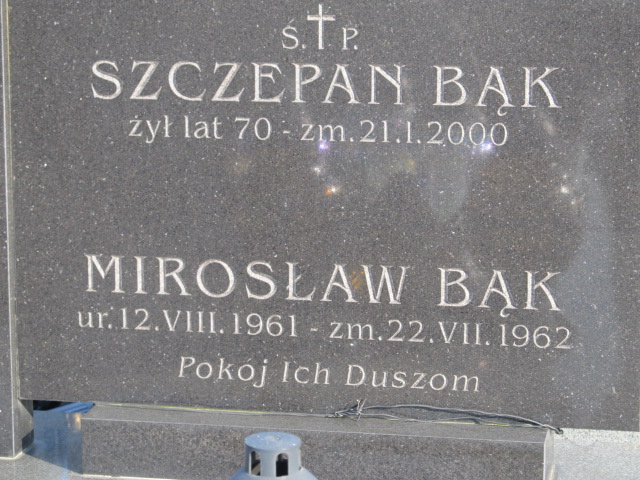 Ś. P.
SZCZEPAN BĄK
żył lat 70 - zm. 21.I.2000
MIROSŁAW BĄK
ur. 12.VIII.1961 - zm. 22.VII.1962
Pokój Ich Duszom